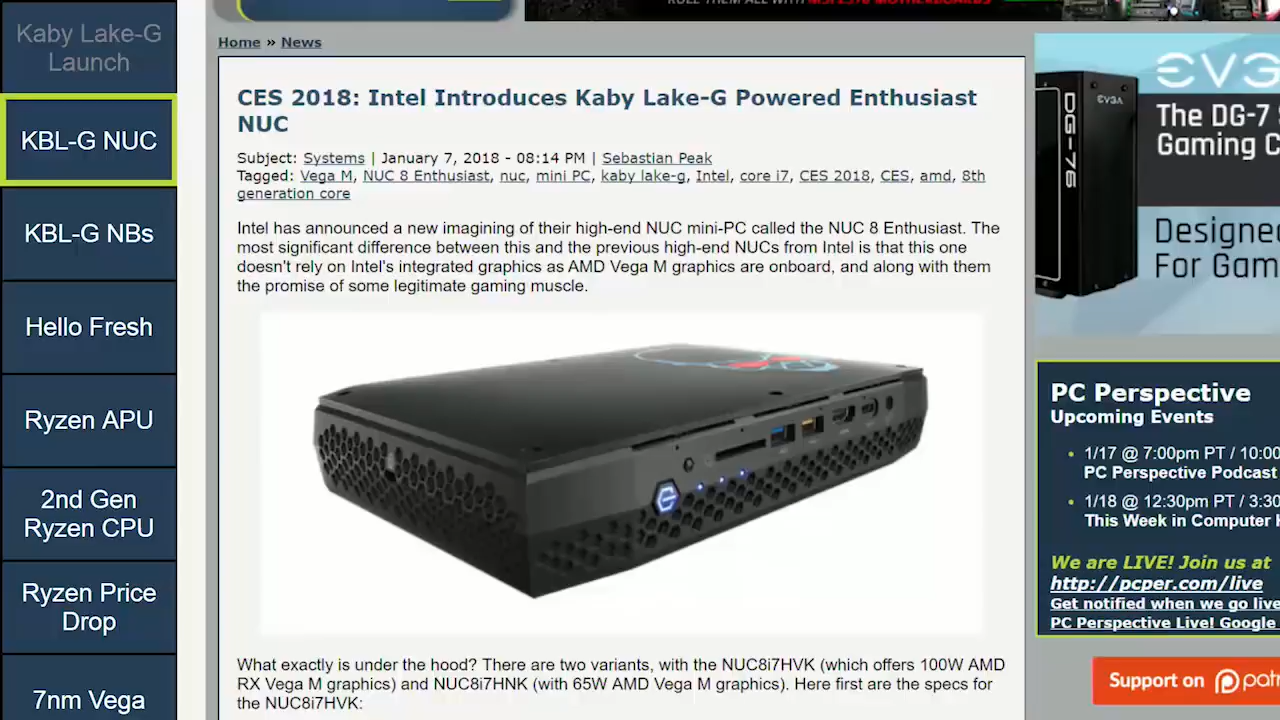 Kaby Lake-G
Launch
KBL-G NUC
KBL-G NBs
Hello Fresh
Ryzen APU
2nd Gen
Ryzen CPU
Ryzen Price
Drop
7nm Vega
Home » News
CES 2018: Intel Introduces Kaby Lake-G Powered Enthusiast
NUC
Subject: Systems | January 7, 2018 - 08:14 PM | Sebastian Peak
Tagged: Vega M, NUC 8 Enthusiast, nuc, mini PC, kaby lake-g, Intel, core i7, CES 2018, CES, amd, 8th
generation core
Intel has announced a new imagining of their high-end NUC mini-PC called the NUC 8 Enthusiast. The
most significant difference between this and the previous high-end NUCs from Intel is that this one
doesn't rely on Intel's integrated graphics as AMD Vega M graphics are onboard, and along with them
the promise of some legitimate gaming muscle.
What exactly is under the hood? There are two variants, with the NUC8i7HVK (which offers 100W AMD
RX Vega M graphics) and NUC8i7HNK (with 65W AMD Vega M graphics). Here first are the specs for
the NUC8i7HVK:
EVG
EVGA
DG-76
The DG-7 S
Gaming C
Designed
For Gam
PC Perspective
Upcoming Events
1/17 @ 7:00pm PT / 10:00
PC Perspective Podcast
1/18 @ 12:30pm PT / 3:30
This Week in Computer H
We are LIVE! Join us at
http://pcper.com/live
Get notified when we go live
PC Perspective Live! Google
Support on patr